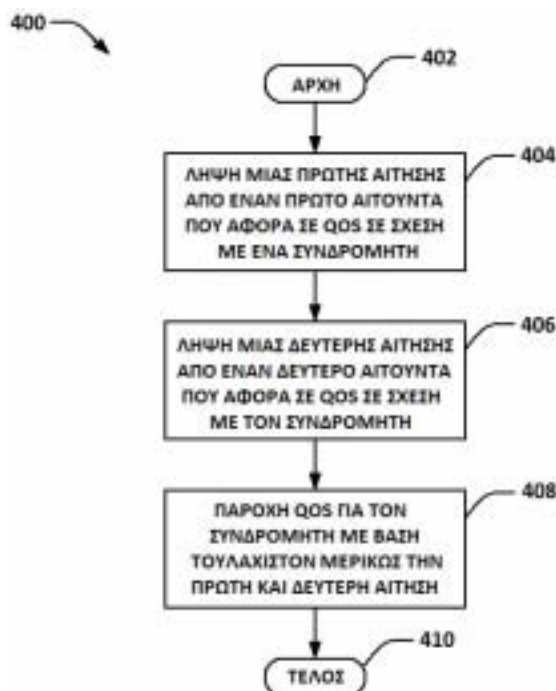 400
402
ΑΡΧΗ
404
ΛΗΨΗ ΜΙΑΣ ΠΡΩΤΗΣ ΑΙΤΗΣΗΣ
ΑΠΟ ΕΝΑΝ ΠΡΩΤΟ ΑΙΤΟΥΝΤΑ
ΠΟΥ ΑΦΟΡΑ ΣΕ QOS ΣΕ ΣΧΕΣΗ
ΜΕ ΕΝΑ ΣΥΝΔΡΟΜΗΤΗ
406
ΛΗΨΗ ΜΙΑΣ ΔΕΥΤΕΡΗΣ ΑΙΤΗΣΗΣ
ΑΠΟ ΕΝΑΝ ΔΕΥΤΕΡΟ ΑΙΤΟΥΝΤΑ
ΠΟΥ ΑΦΟΡΑ ΣΕ QOS ΣΕ ΣΧΕΣΗ
ΜΕ ΤΟΝ ΣΥΝΔΡΟΜΗΤΗ
408
ΠΑΡΟΧΗ QOS ΓΙΑ ΤΟΝ
ΣΥΝΔΡΟΜΗΤΗ ΜΕ ΒΑΣΗ
ΤΟΥΛΑΧΙΣΤΟΝ ΜΕΡΙΚΩΣ ΤΗΝ
ΠΡΩΤΗ ΚΑΙ ΔΕΥΤΕΡΗ ΑΙΤΗΣΗ
410
ΤΕΛΟΣ